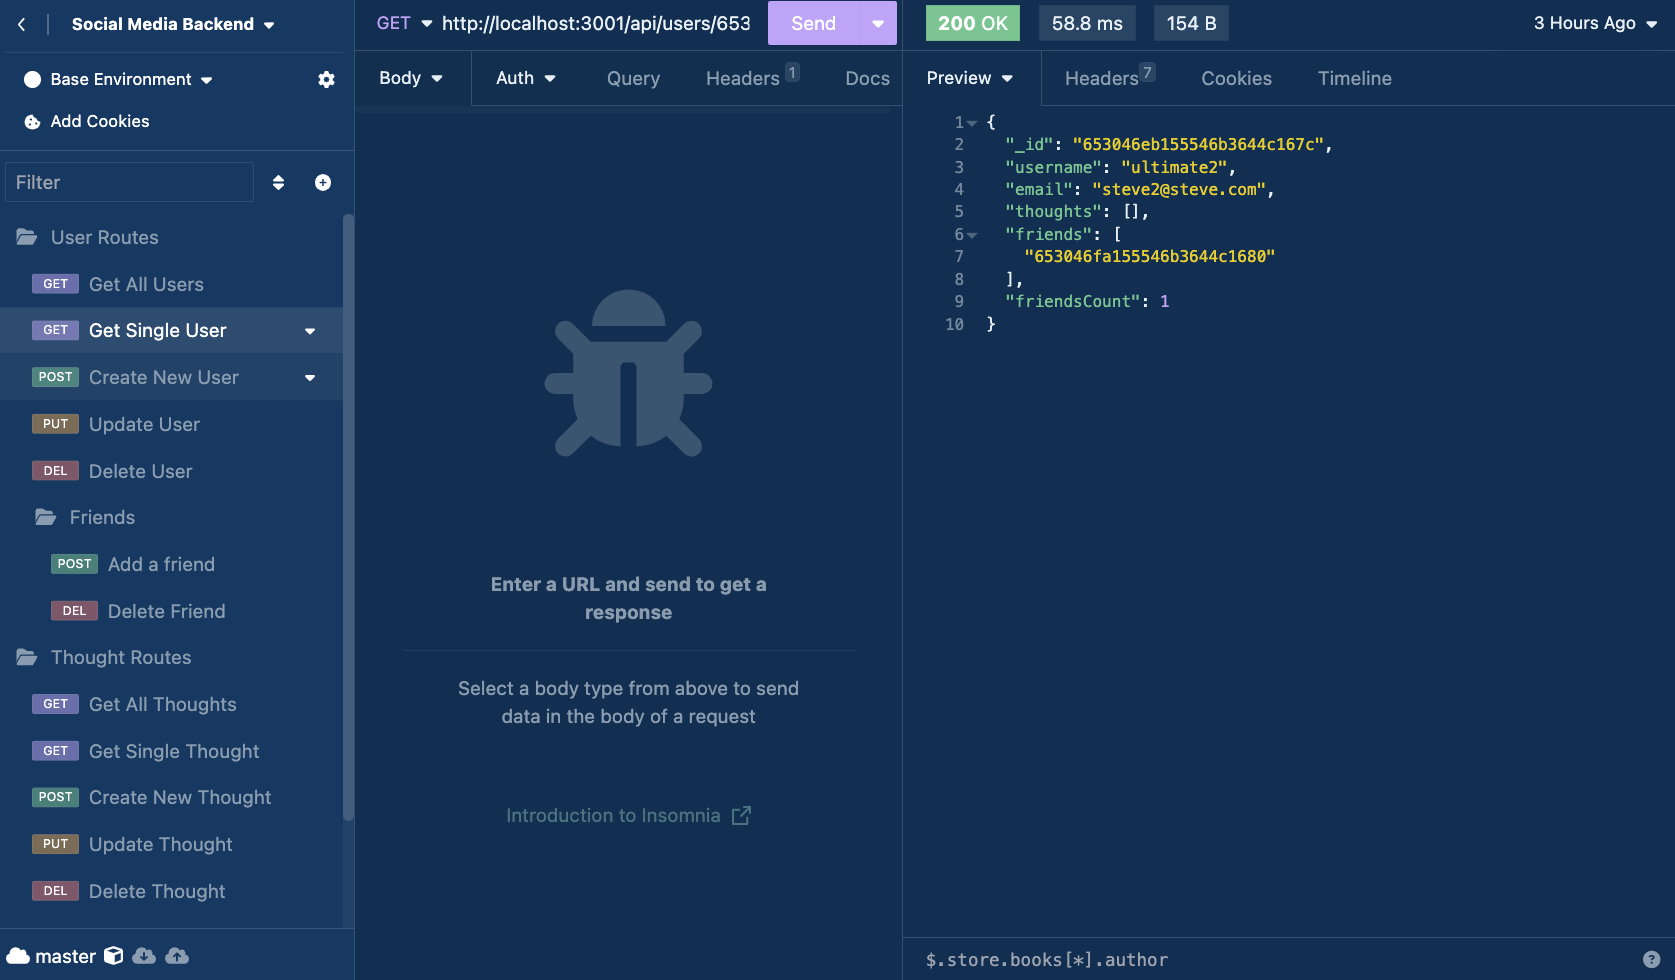 Social Media Backend
Base Environment
Add Cookies
Filter
User Routes
GET Get All Users
GET Get Single User
POST Create New User
PUT Update User
DEL Delete User
Friends
POST Add a friend
DEL Delete Friend
Thought Routes
GET Get All Thoughts
GET Get Single Thought
POST Create New Thought
PUT Update Thought
DEL Delete Thought
master
GET http://localhost:3001/api/users/653 Send
Body Auth Query Headers 1 Docs
Enter a URL and send to get a
response
Select a body type from above to send
data in the body of a request
Introduction to Insomnia
200 OK 58.8 ms 154 B 3 Hours Ago
Preview Headers 7 Cookies Timeline
1 {
2 "_id": "653046eb155546b3644c167c",
3 "username": "ultimate2",
4 "email": "steve2@steve.com",
5 "thoughts": [],
6 "friends": [
7 "653046fa155546b3644c1680"
8 ],
9 "friendsCount": 1
10 }
$.store.books[*].author ?